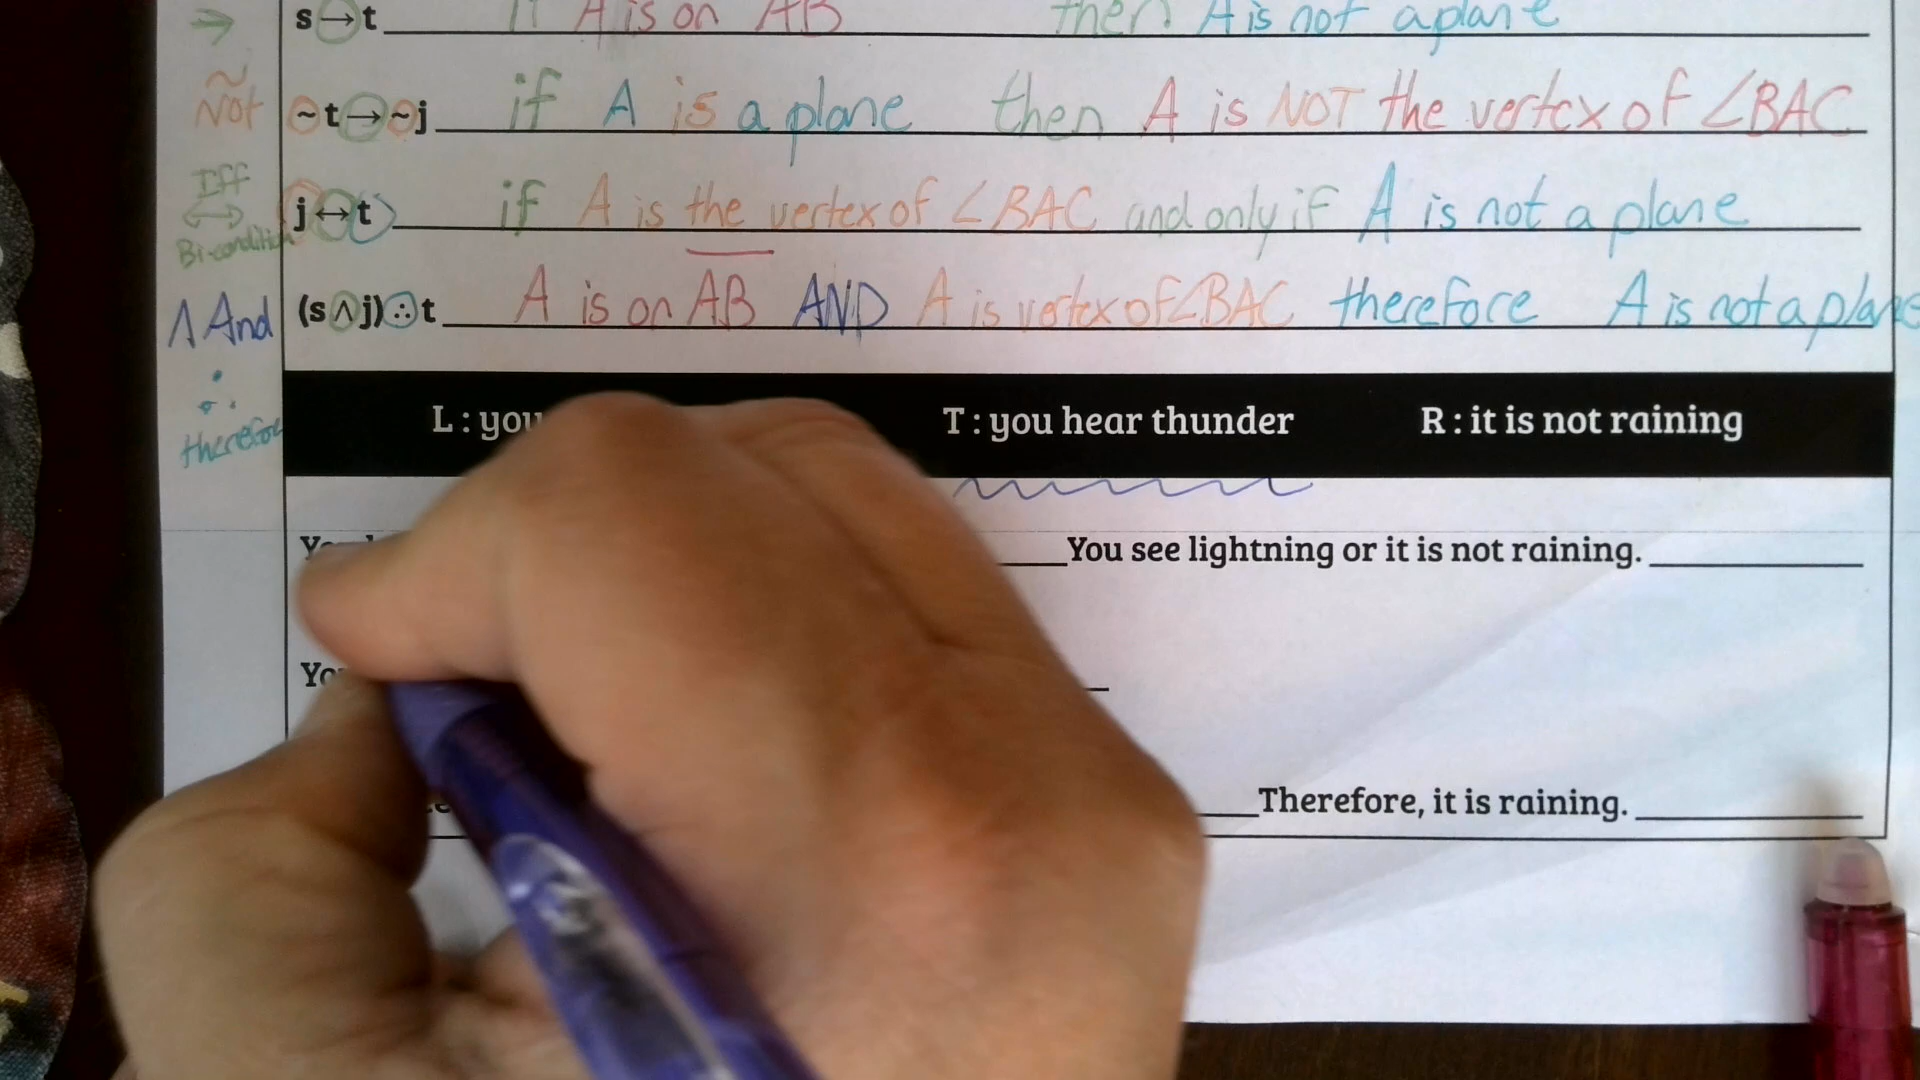 → s→t if A is on AB then A is not a plane
~ Not ~t→~j if A is a plane then A is NOT the vertex of ∠BAC
Iff ↔ Bi-condition j↔t if A is the vertex of ∠BAC and only if A is not a plane
∧ And (s∧j)∴t A is on AB AND A is vertex of ∠BAC therefore A is not a plane
∴
L : you T : you hear thunder R : it is not raining
You see lightning or it is not raining.
Therefore, it is raining.